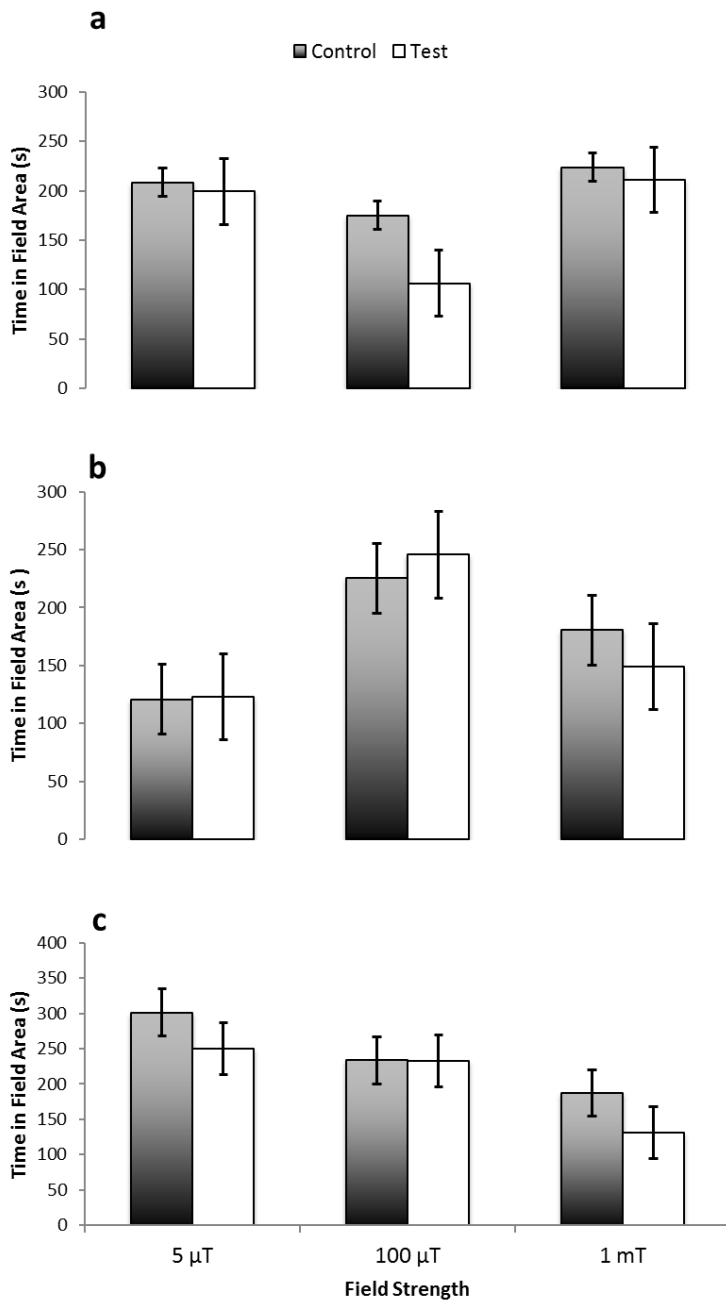 a
Control Test
Time in Field Area (s)
300
250
200
150
100
50
0
b
Time in Field Area (s )
300
250
200
150
100
50
0
c
Time in Field Area (s)
400
350
300
250
200
150
100
50
0
5 μT 100 μT 1 mT
Field Strength